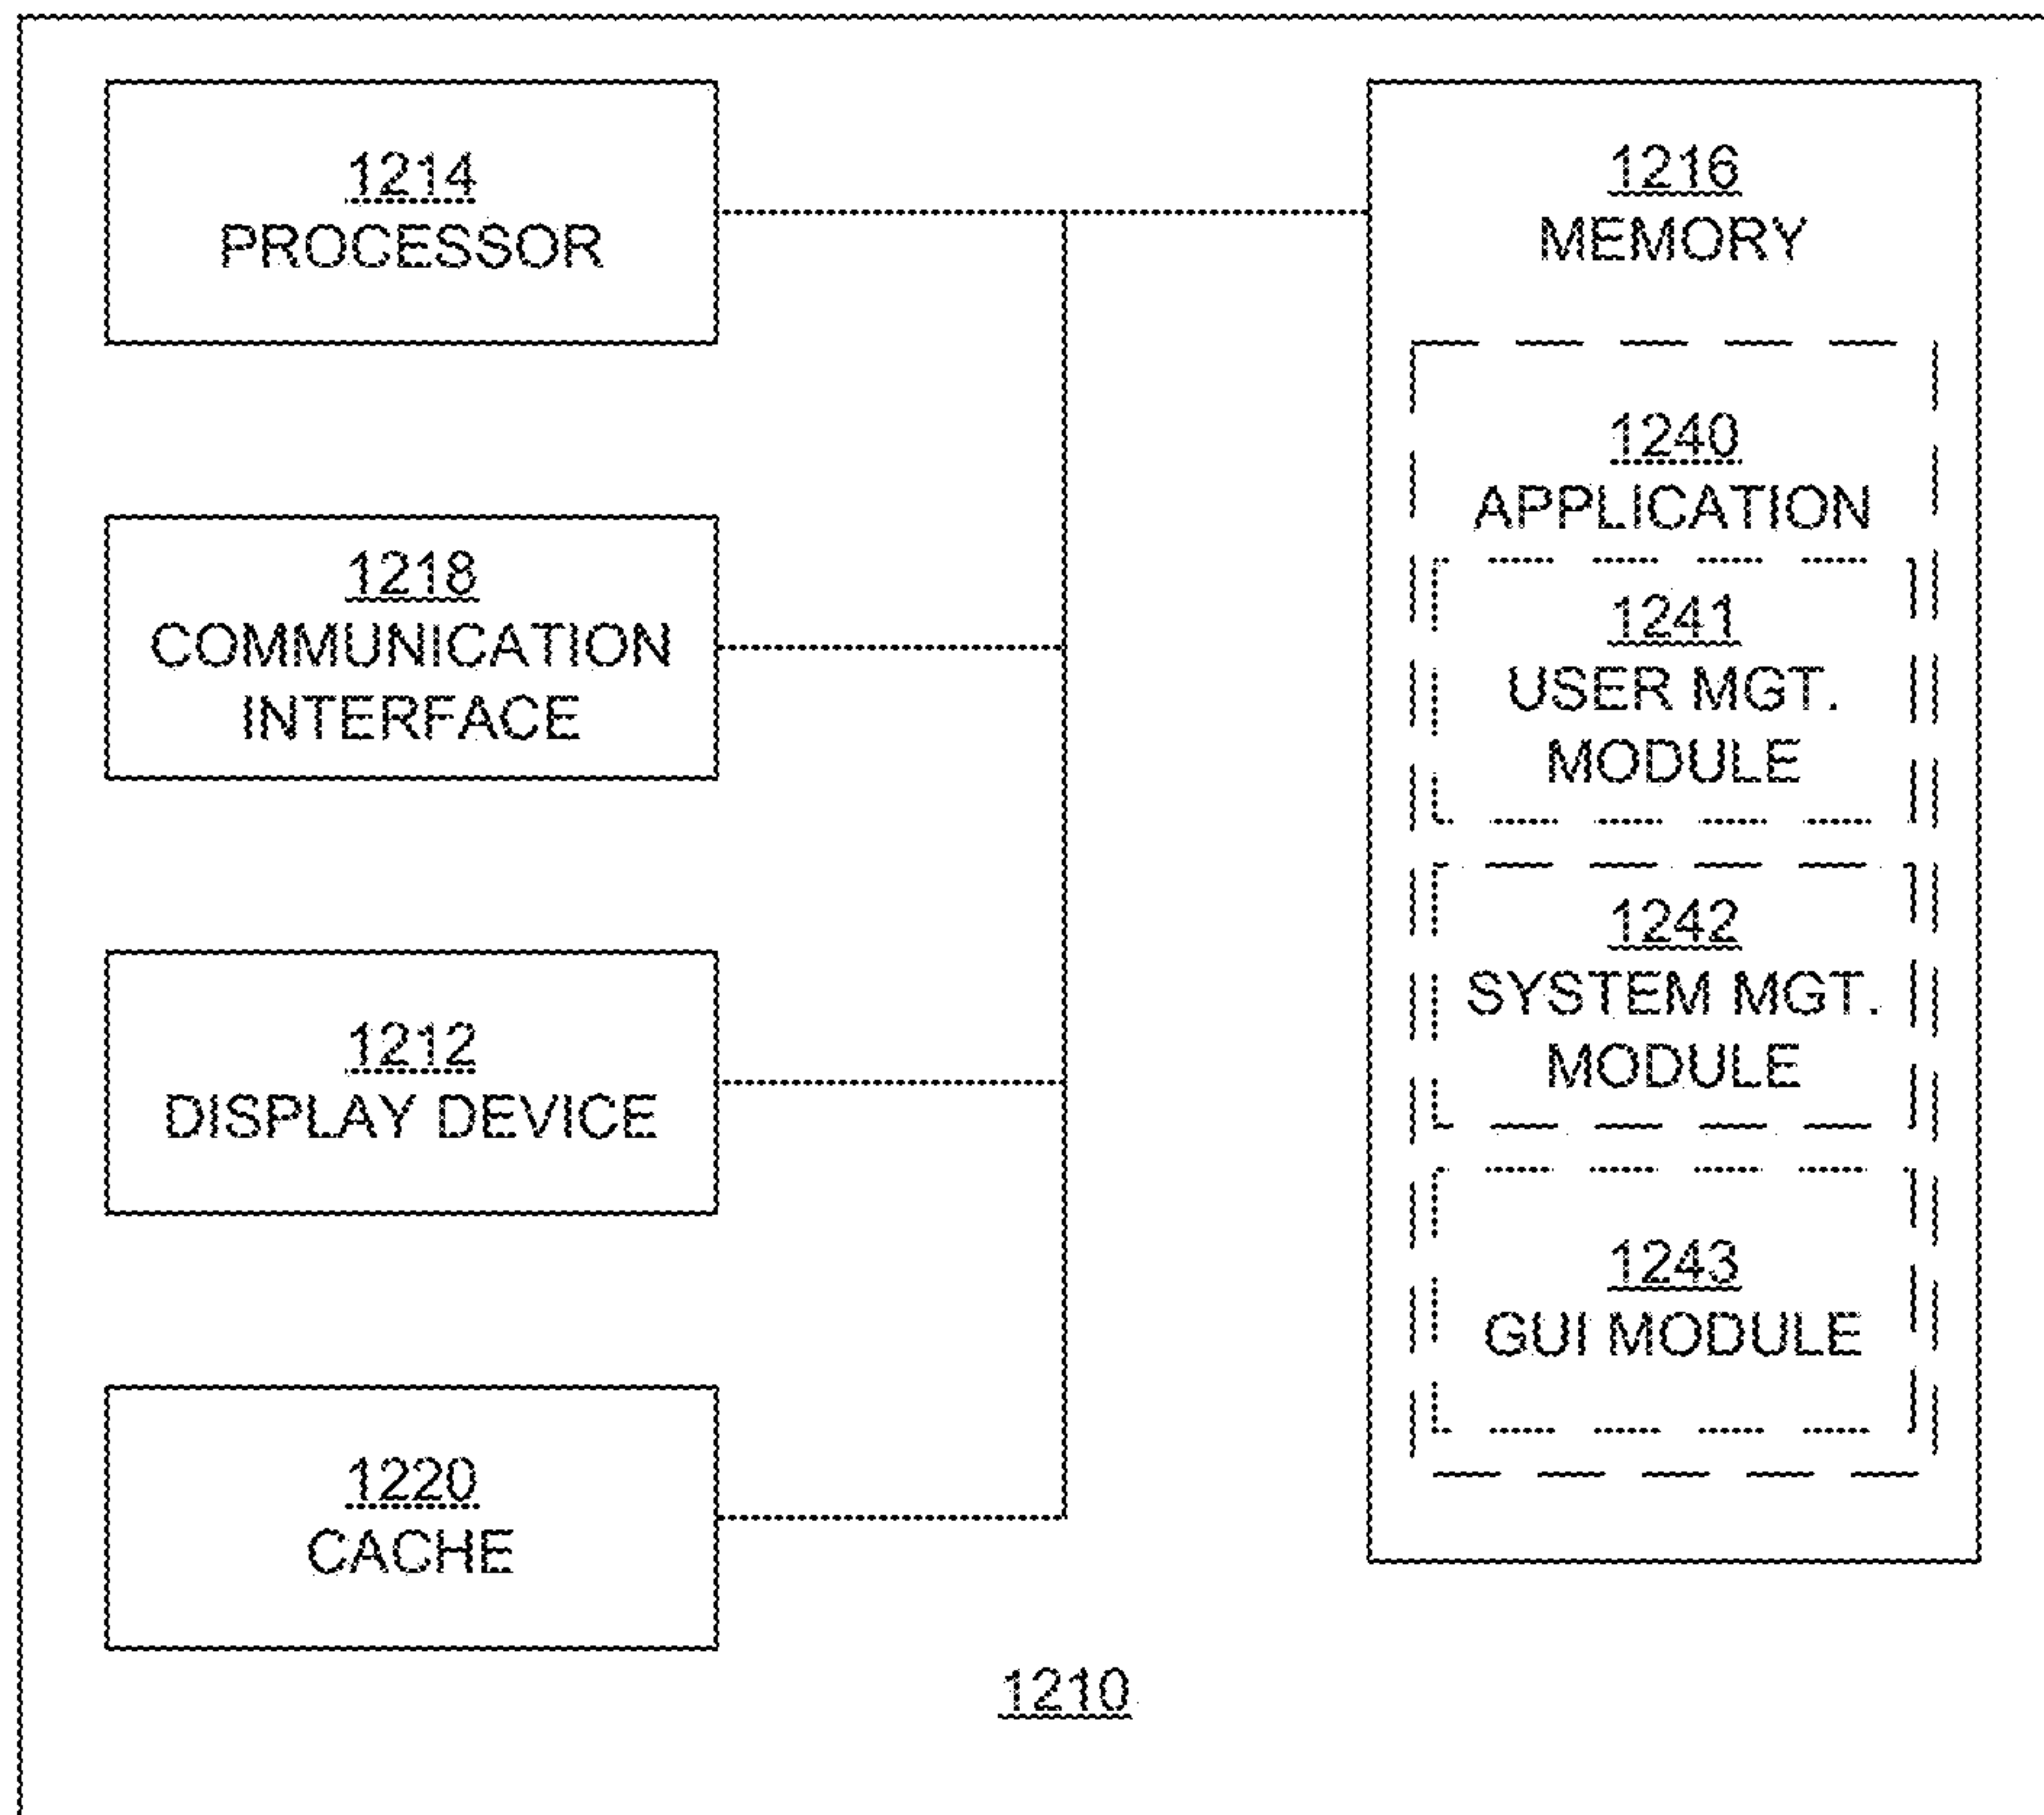 1214
PROCESSOR
1218
COMMUNICATION
INTERFACE
1212
DISPLAY DEVICE
1220
CACHE
1216
MEMORY
1240
APPLICATION
1241
USER MGT.
MODULE
1242
SYSTEM MGT.
MODULE
1243
GUI MODULE
1210